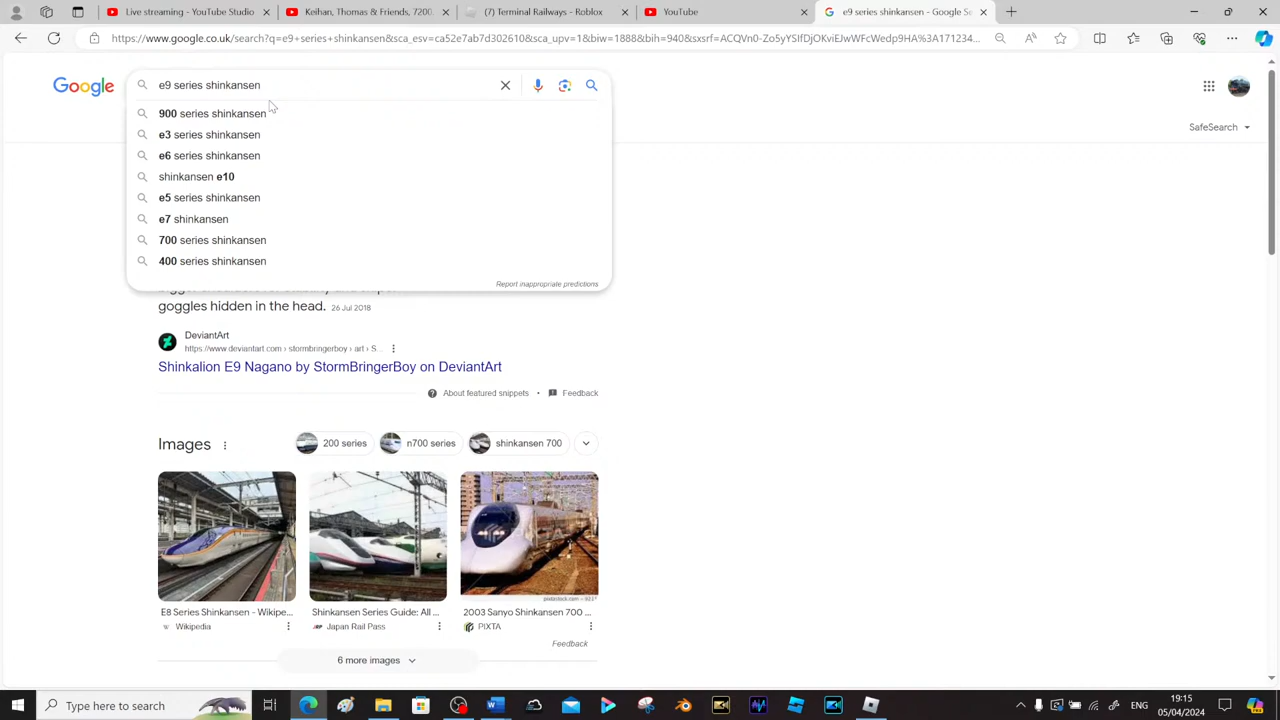 Live streaming - YouTube Studio
Sheihan, Thomas & Friends, 7200
(7) Terminal Railways - Roblox
YouTube
e9 series shinkansen - Google Se
https://www.google.co.uk/search?q=e9+series+shinkansen&sca_esv=ca52e7ab7d302610&sca_upv=1&biw=1888&bih=940&sxsrf=ACQVn0-Zo5yYSIfDjOKviEJwWFcWedp9HA%3A171234...
Google
e9 series shinkansen
SafeSearch
900 series shinkansen
e3 series shinkansen
e6 series shinkansen
shinkansen e10
e5 series shinkansen
e7 shinkansen
700 series shinkansen
400 series shinkansen
Report inappropriate predictions
goggles hidden in the head. 26 Jul 2018
DeviantArt
https://www.deviantart.com › stormbringerboy › art › S...
Shinkalion E9 Nagano by StormBringerBoy on DeviantArt
About featured snippets • Feedback
Images
200 series
n700 series
shinkansen 700
E8 Series Shinkansen - Wikipe...
Shinkansen Series Guide: All ...
2003 Sanyo Shinkansen 700 ...
W Wikipedia
Japan Rail Pass
PIXTA
Feedback
6 more images
Type here to search
19:15
05/04/2024